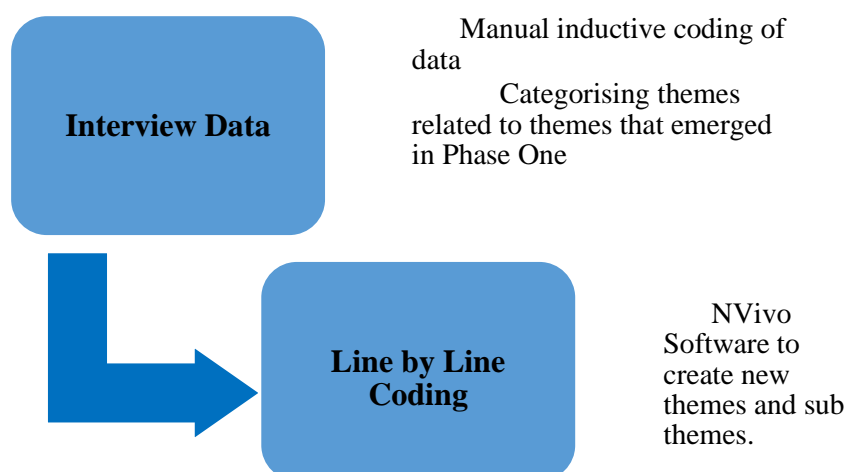 Interview Data
Manual inductive coding of
data
Categorising themes
related to themes that emerged
in Phase One
Line by Line
Coding
NVivo
Software to
create new
themes and sub
themes.